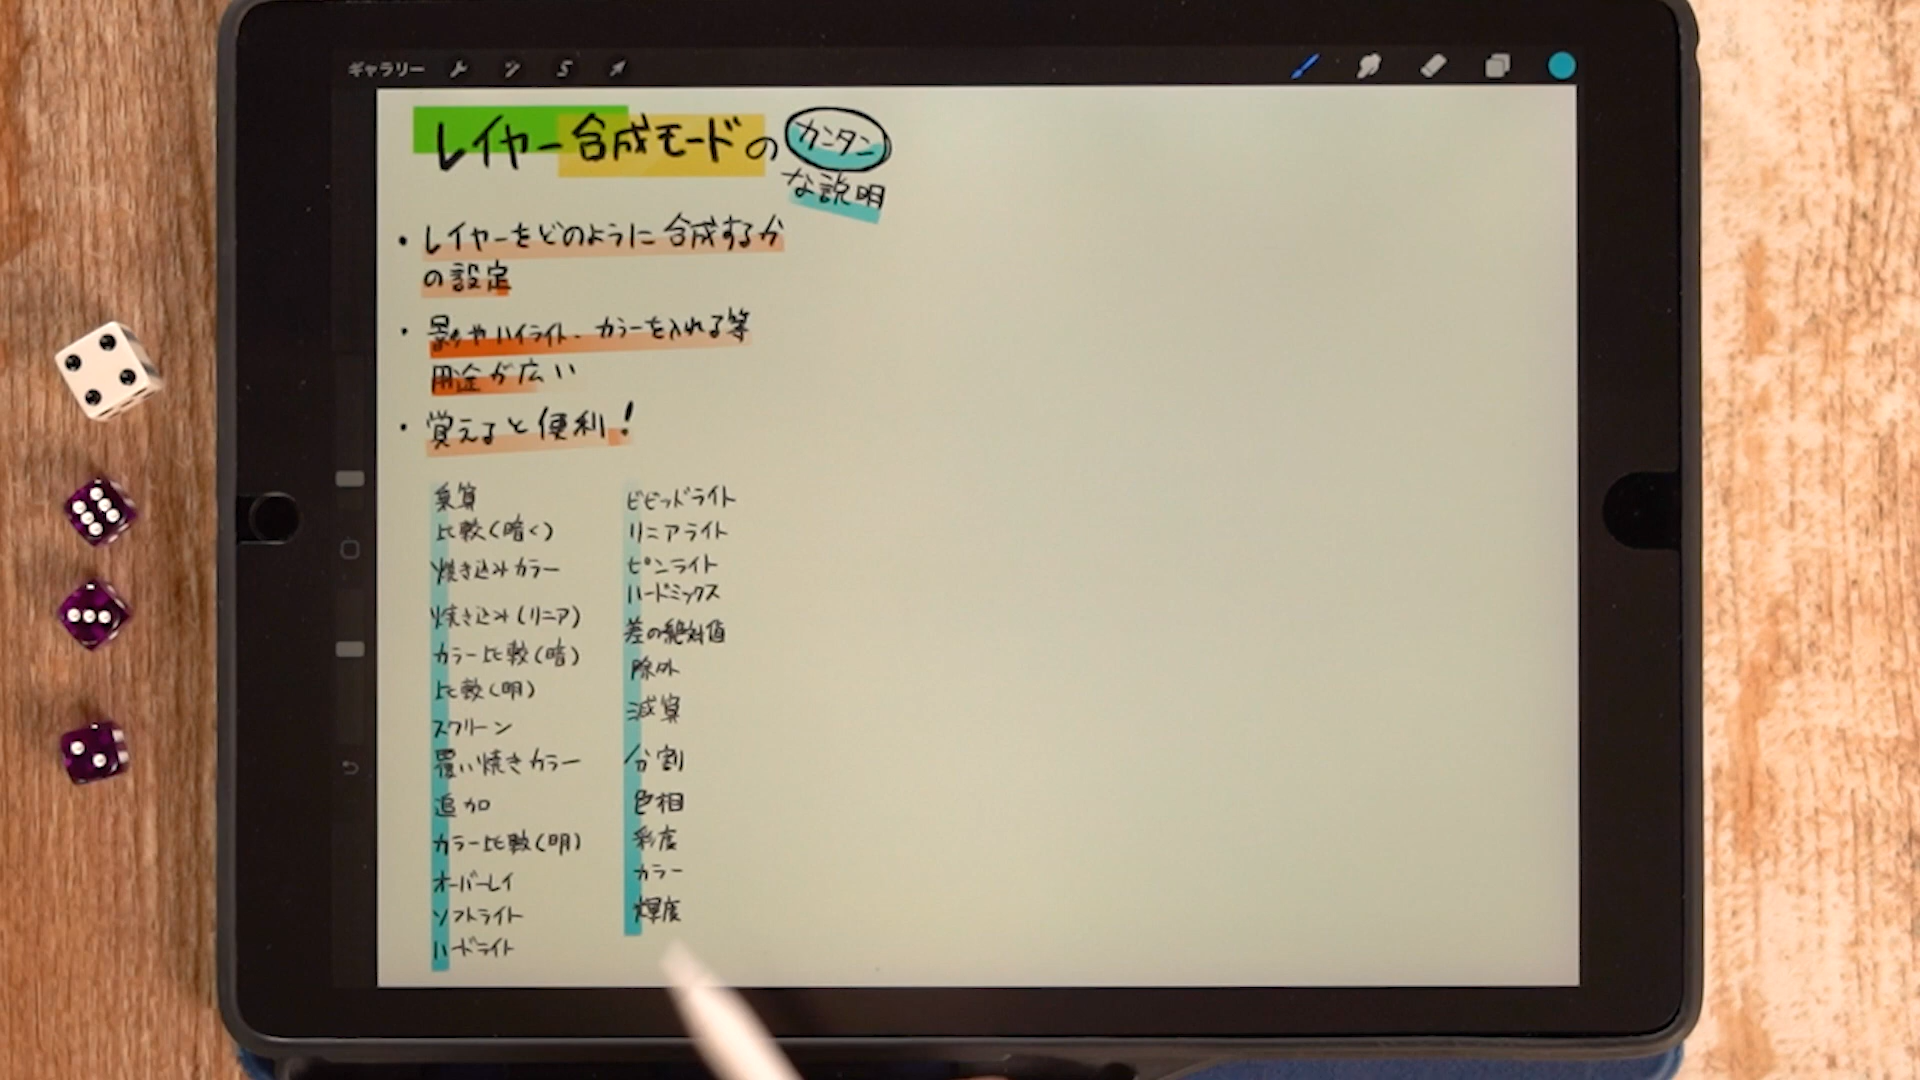 ギャラリー
レイヤー合成モードのカンタン
な説明
・レイヤーをどのように合成するか
の設定
・影やハイライト、カラーを入れる等
用途が広い
・覚えると便利！
乗算
比較(暗く)
焼き込みカラー
焼き込み(リニア)
カラー比較(暗)
比較(明)
スクリーン
覆い焼きカラー
追加
カラー比較(明)
オーバーレイ
ソフトライト
ハードライト
ビビッドライト
リニアライト
ピンライト
ハードミックス
差の絶対値
除外
減算
分割
色相
彩度
カラー
輝度